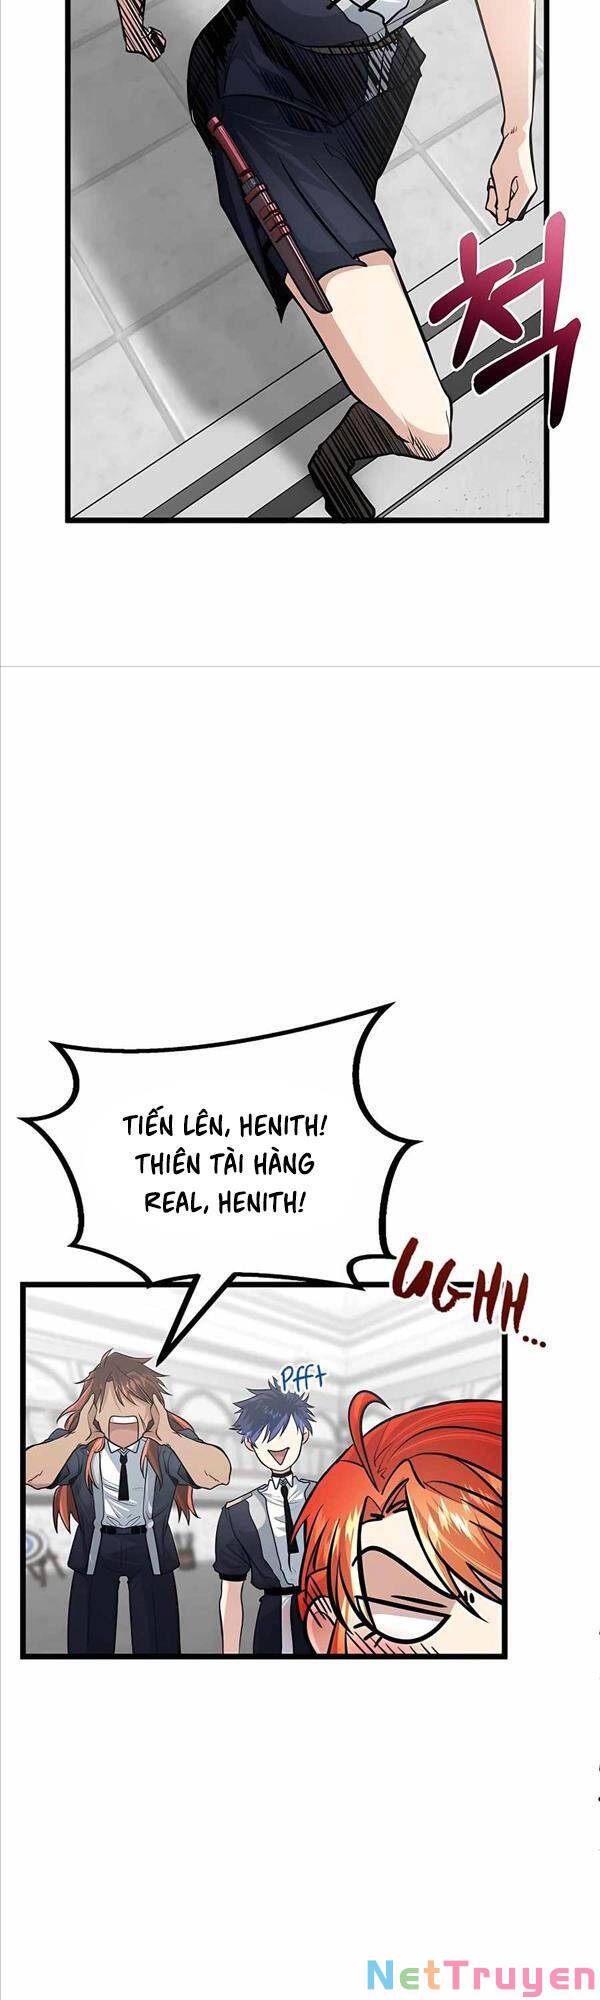 척
TIẾN LÊN, HENITH!
THIÊN TÀI HÀNG
REAL, HENITH!
UGHH...
Pfft
NetTruyen